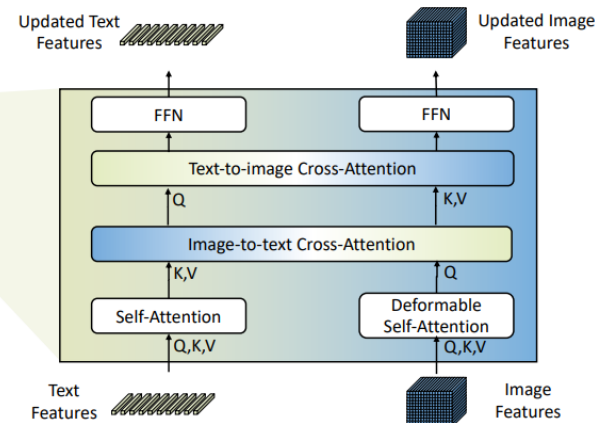 Updated Text
Features
Updated Image
Features
FFN
FFN
Text-to-image Cross-Attention
Q
K,V
Image-to-text Cross-Attention
K,V
Q
Self-Attention
Deformable
Self-Attention
Q,K,V
Q,K,V
Text
Features
Image
Features